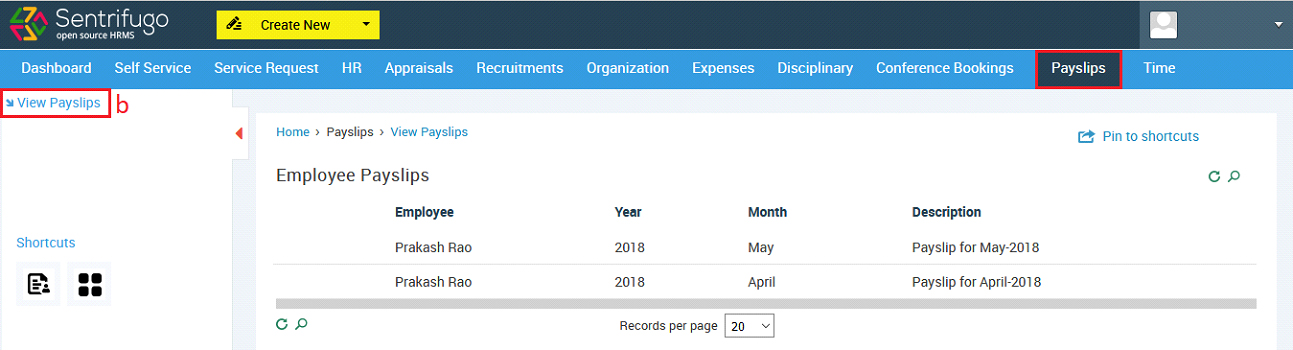 Sentrifugo
open source HRMS
Create New
Dashboard Self Service Service Request HR Appraisals Recruitments Organization Expenses Disciplinary Conference Bookings Payslips Time
View Payslips b
Home › Payslips › View Payslips
Pin to shortcuts
Employee Payslips
Employee Year Month Description
Prakash Rao 2018 May Payslip for May-2018
Shortcuts
Prakash Rao 2018 April Payslip for April-2018
Records per page 20